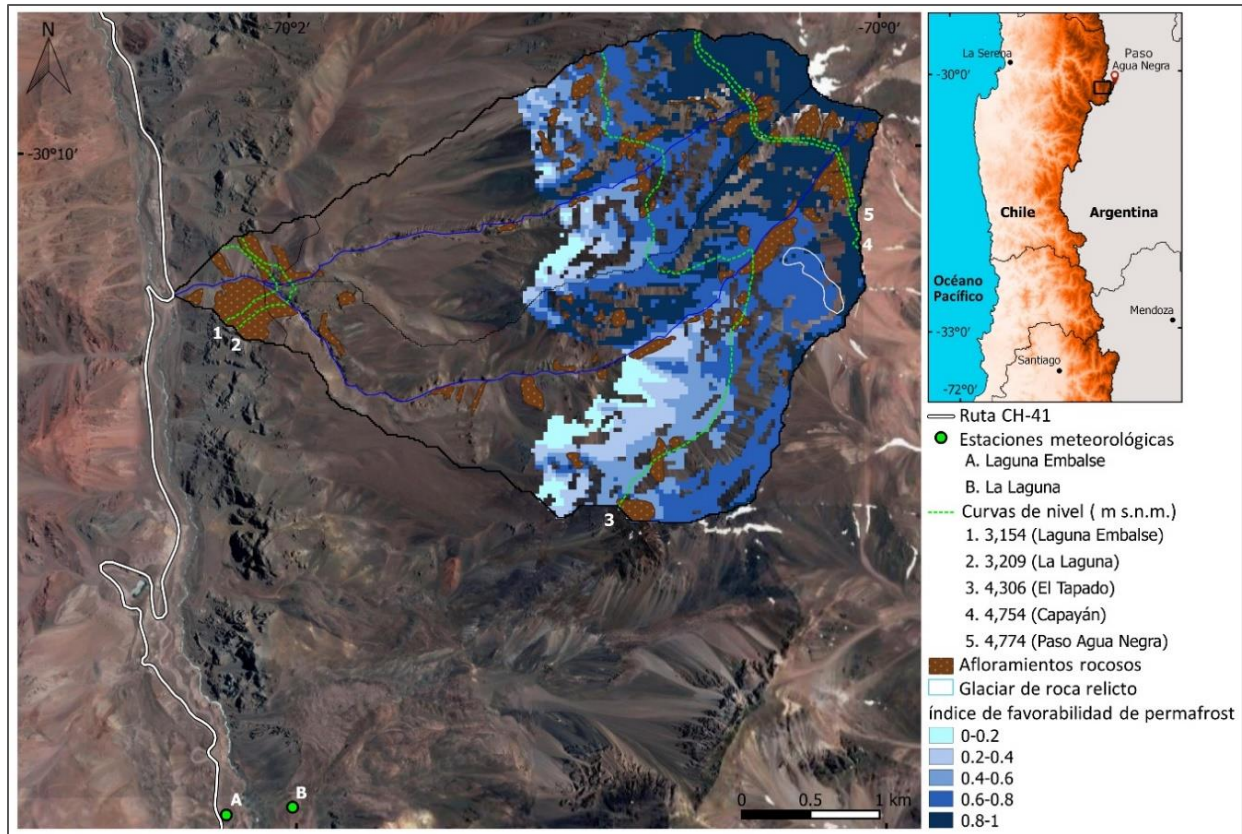 N
-70°2'
-70°0'
-30°10'
5
4
1
2
3
A
B
0 0.5 1 km
La Serena
Paso
Agua Negra
-30°0'
Chile
Argentina
Océano
Pacífico
Mendoza
-33°0'
Santiago
-72°0'
Ruta CH-41
Estaciones meteorológicas
A. Laguna Embalse
B. La Laguna
Curvas de nivel ( m s.n.m.)
1. 3,154 (Laguna Embalse)
2. 3,209 (La Laguna)
3. 4,306 (El Tapado)
4. 4,754 (Capayán)
5. 4,774 (Paso Agua Negra)
Afloramientos rocosos
Glaciar de roca relicto
índice de favorabilidad de permafrost
0-0.2
0.2-0.4
0.4-0.6
0.6-0.8
0.8-1